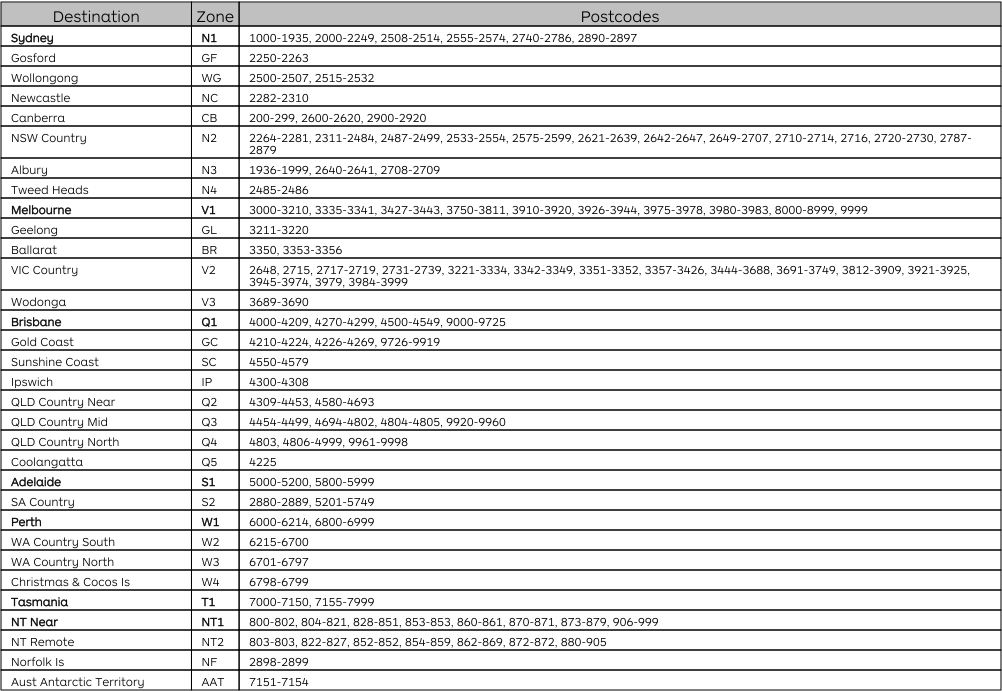 Destination Zone Postcodes
Sydney N1 1000-1935, 2000-2249, 2508-2514, 2555-2574, 2740-2786, 2890-2897
Gosford GF 2250-2263
Wollongong WG 2500-2507, 2515-2532
Newcastle NC 2282-2310
Canberra CB 200-299, 2600-2620, 2900-2920
NSW Country N2 2264-2281, 2311-2484, 2487-2499, 2533-2554, 2575-2599, 2621-2639, 2642-2647, 2649-2707, 2710-2714, 2716, 2720-2730, 2787-
2879
Albury N3 1936-1999, 2640-2641, 2708-2709
Tweed Heads N4 2485-2486
Melbourne V1 3000-3210, 3335-3341, 3427-3443, 3750-3811, 3910-3920, 3926-3944, 3975-3978, 3980-3983, 8000-8999, 9999
Geelong GL 3211-3220
Ballarat BR 3350, 3353-3356
VIC Country V2 2648, 2715, 2717-2719, 2731-2739, 3221-3334, 3342-3349, 3351-3352, 3357-3426, 3444-3688, 3691-3749, 3812-3909, 3921-3925,
3945-3974, 3979, 3984-3999
Wodonga V3 3689-3690
Brisbane Q1 4000-4209, 4270-4299, 4500-4549, 9000-9725
Gold Coast GC 4210-4224, 4226-4269, 9726-9919
Sunshine Coast SC 4550-4579
Ipswich IP 4300-4308
QLD Country Near Q2 4309-4453, 4580-4693
QLD Country Mid Q3 4454-4499, 4694-4802, 4804-4805, 9920-9960
QLD Country North Q4 4803, 4806-4999, 9961-9998
Coolangatta Q5 4225
Adelaide S1 5000-5200, 5800-5999
SA Country S2 2880-2889, 5201-5749
Perth W1 6000-6214, 6800-6999
WA Country South W2 6215-6700
WA Country North W3 6701-6797
Christmas & Cocos Is W4 6798-6799
Tasmania T1 7000-7150, 7155-7999
NT Near NT1 800-802, 804-821, 828-851, 853-853, 860-861, 870-871, 873-879, 906-999
NT Remote NT2 803-803, 822-827, 852-852, 854-859, 862-869, 872-872, 880-905
Norfolk Is NF 2898-2899
Aust Antarctic Territory AAT 7151-7154